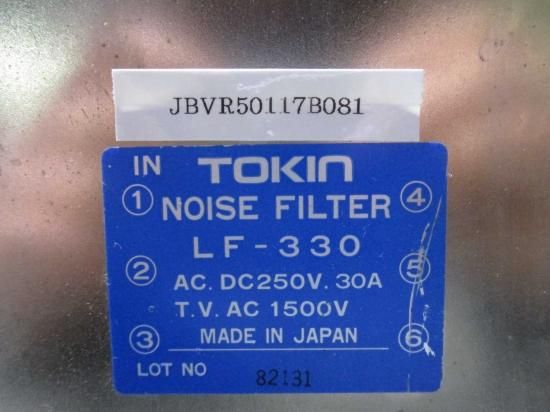 JBVR50117B081
IN TOKIN
① NOISE FILTER ④
LF-330
② AC. DC250V. 30A ⑤
T.V. AC 1500V
③ MADE IN JAPAN ⑥
LOT NO 82131